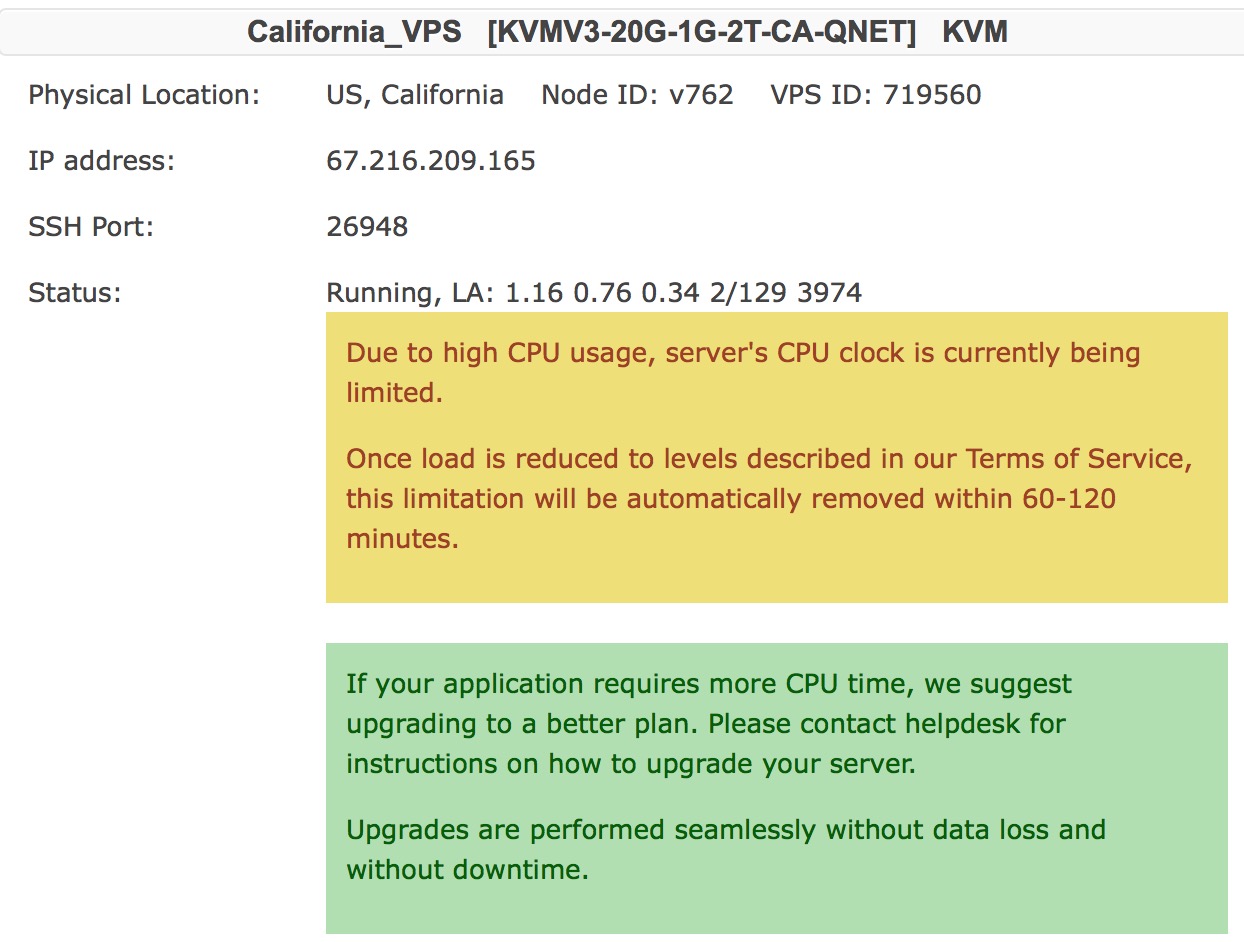 California_VPS [KVMV3-20G-1G-2T-CA-QNET] KVM
Physical Location: US, California Node ID: v762 VPS ID: 719560
IP address: 67.216.209.165
SSH Port: 26948
Status: Running, LA: 1.16 0.76 0.34 2/129 3974
Due to high CPU usage, server's CPU clock is currently being
limited.
Once load is reduced to levels described in our Terms of Service,
this limitation will be automatically removed within 60-120
minutes.
If your application requires more CPU time, we suggest
upgrading to a better plan. Please contact helpdesk for
instructions on how to upgrade your server.
Upgrades are performed seamlessly without data loss and
without downtime.